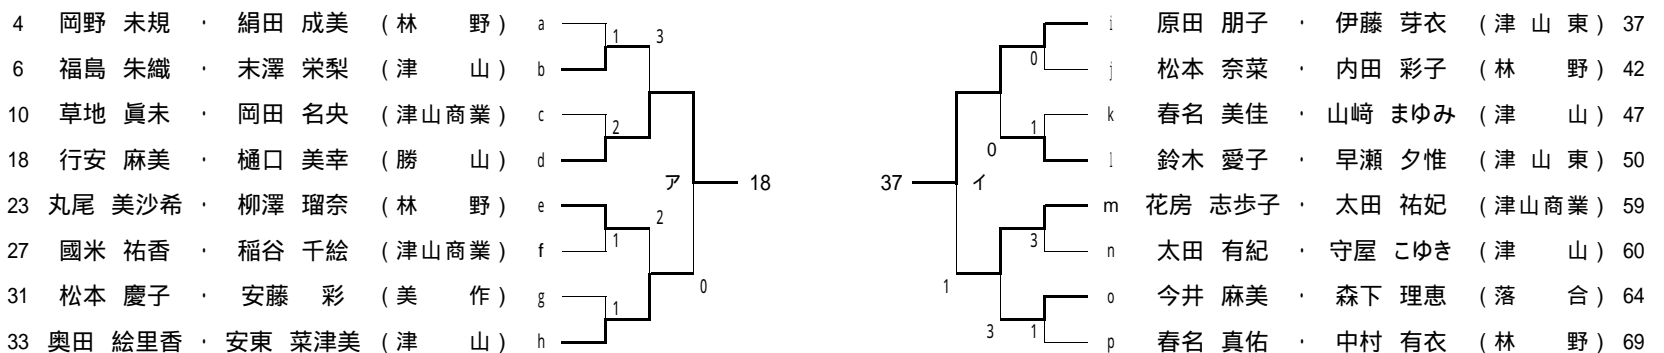 4 岡野 未規 ・ 絹田 成美 (林 野) a
1 3
6 福島 朱織 ・ 末澤 栄梨 (津 山) b
10 草地 眞未 ・ 岡田 名央 (津山商業) c
2
18 行安 麻美 ・ 樋口 美幸 (勝 山) d
ア 18
23 丸尾 美沙希 ・ 柳澤 瑠奈 (林 野) e
2
27 國米 祐香 ・ 稲谷 千絵 (津山商業) f
1
31 松本 慶子 ・ 安藤 彩 (美 作) g
0
1
33 奥田 絵里香 ・ 安東 菜津美 (津 山) h
i 原田 朋子 ・ 伊藤 芽衣 (津山東) 37
0
j 松本 奈菜 ・ 内田 彩子 (林 野) 42
k 春名 美佳 ・ 山﨑 まゆみ (津 山) 47
1
0
l 鈴木 愛子 ・ 早瀬 夕惟 (津山東) 50
37 イ
m 花房 志歩子 ・ 太田 祐妃 (津山商業) 59
3
n 太田 有紀 ・ 守屋 こゆき (津 山) 60
1
o 今井 麻美 ・ 森下 理恵 (落 合) 64
3 1
p 春名 真佑 ・ 中村 有衣 (林 野) 69